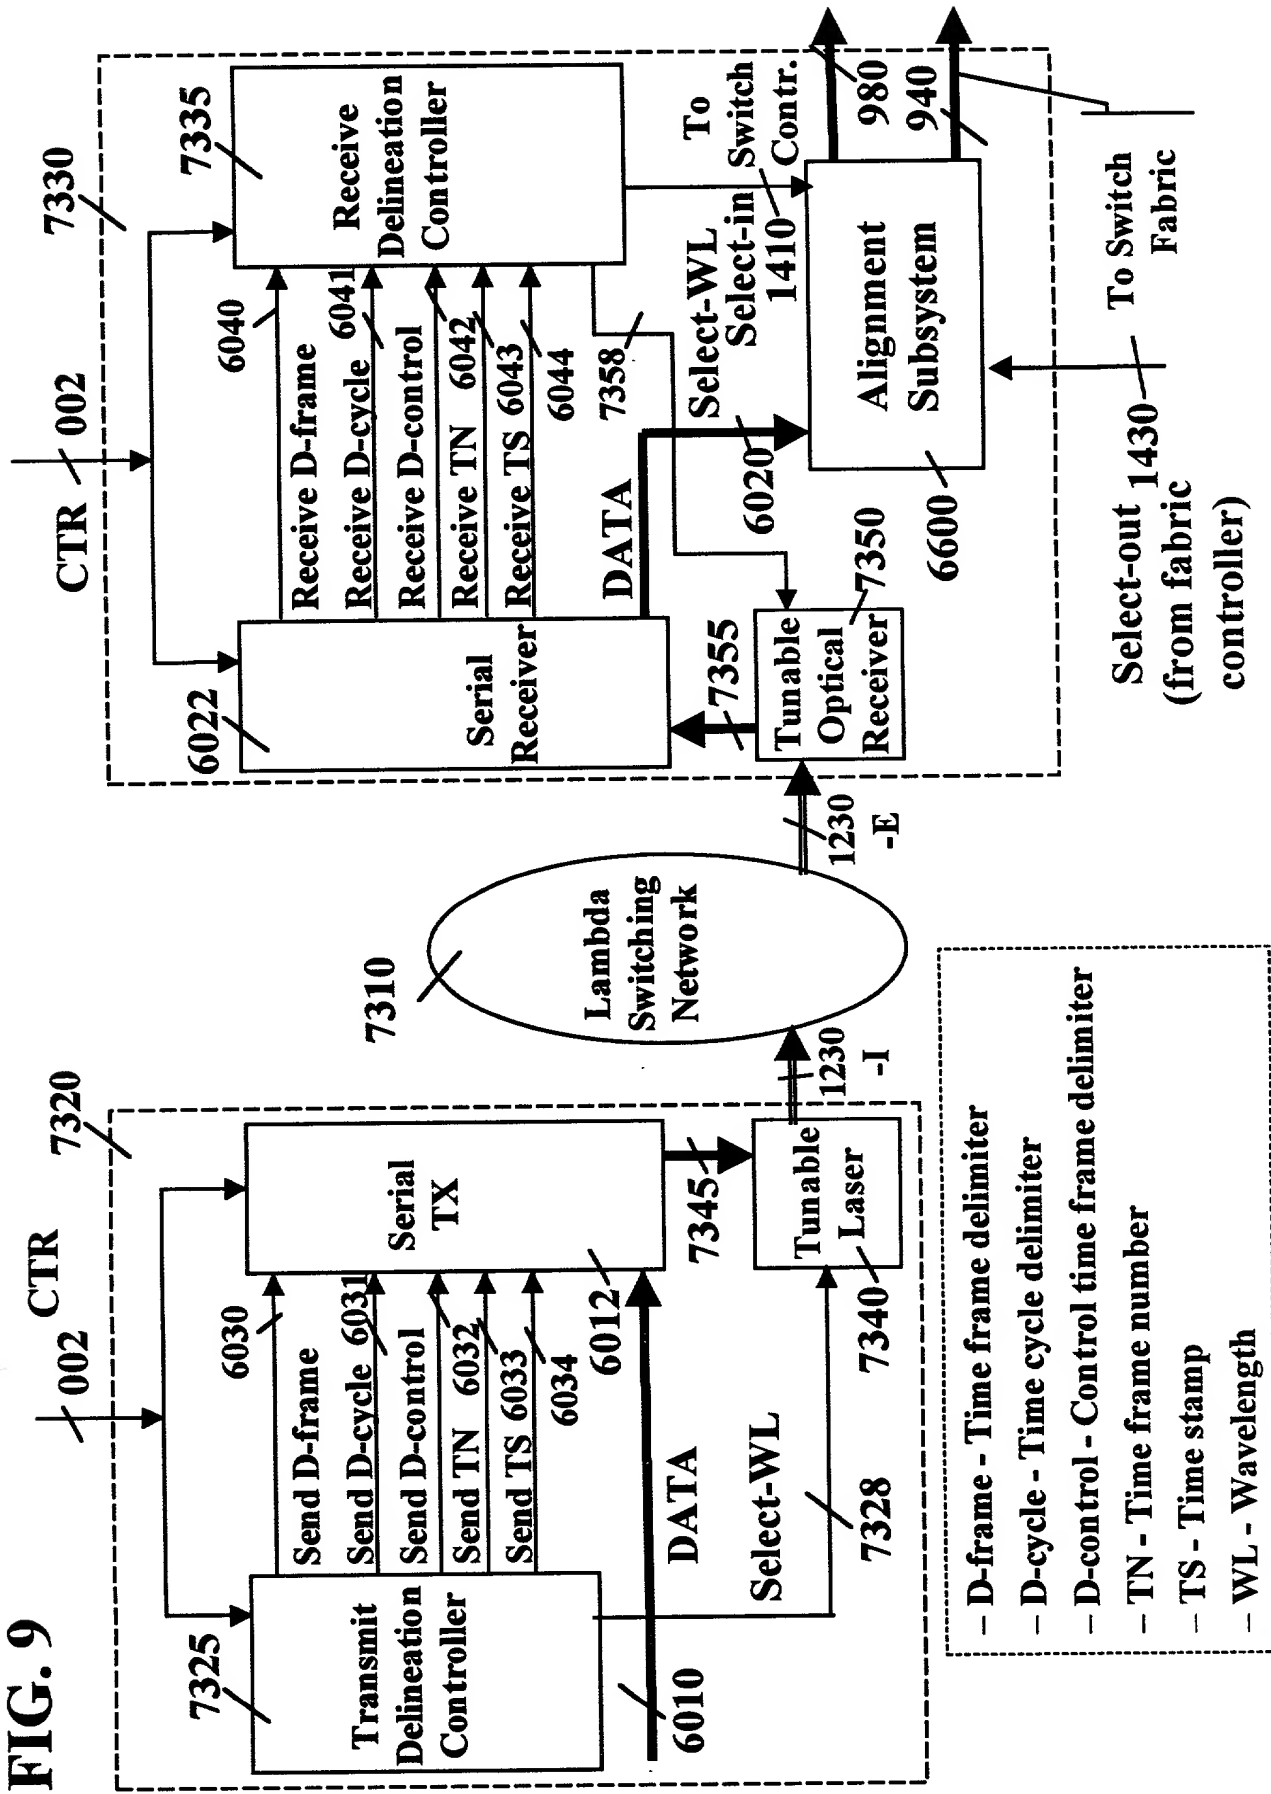 FIG. 9
7320
002
CTR
7325
Transmit
Delineation
Controller
Send D-frame
6030
Send D-cycle
6031
Send D-control
Send TN
6032
Send TS
6033
6034
6012
Serial
TX
6010
DATA
7345
Select-WL
7328
Tunable
Laser
7340
1230
-I
7310
Lambda
Switching
Network
1230
-E
7330
CTR
002
6022
Serial
Receiver
Receive D-frame
6040
Receive D-cycle
6041
Receive D-control
Receive TN
6042
Receive TS
6043
6044
7335
Receive
Delineation
Controller
DATA
7358
7355
Tunable
Optical
Receiver
7350
6020
Select-WL
Select-in
1410
To
Switch
Contr.
Alignment
Subsystem
6600
980
940
Select-out
(from fabric
controller)
1430
To Switch
Fabric
– D-frame - Time frame delimiter
– D-cycle - Time cycle delimiter
– D-control - Control time frame delimiter
– TN - Time frame number
– TS - Time stamp
– WL - Wavelength